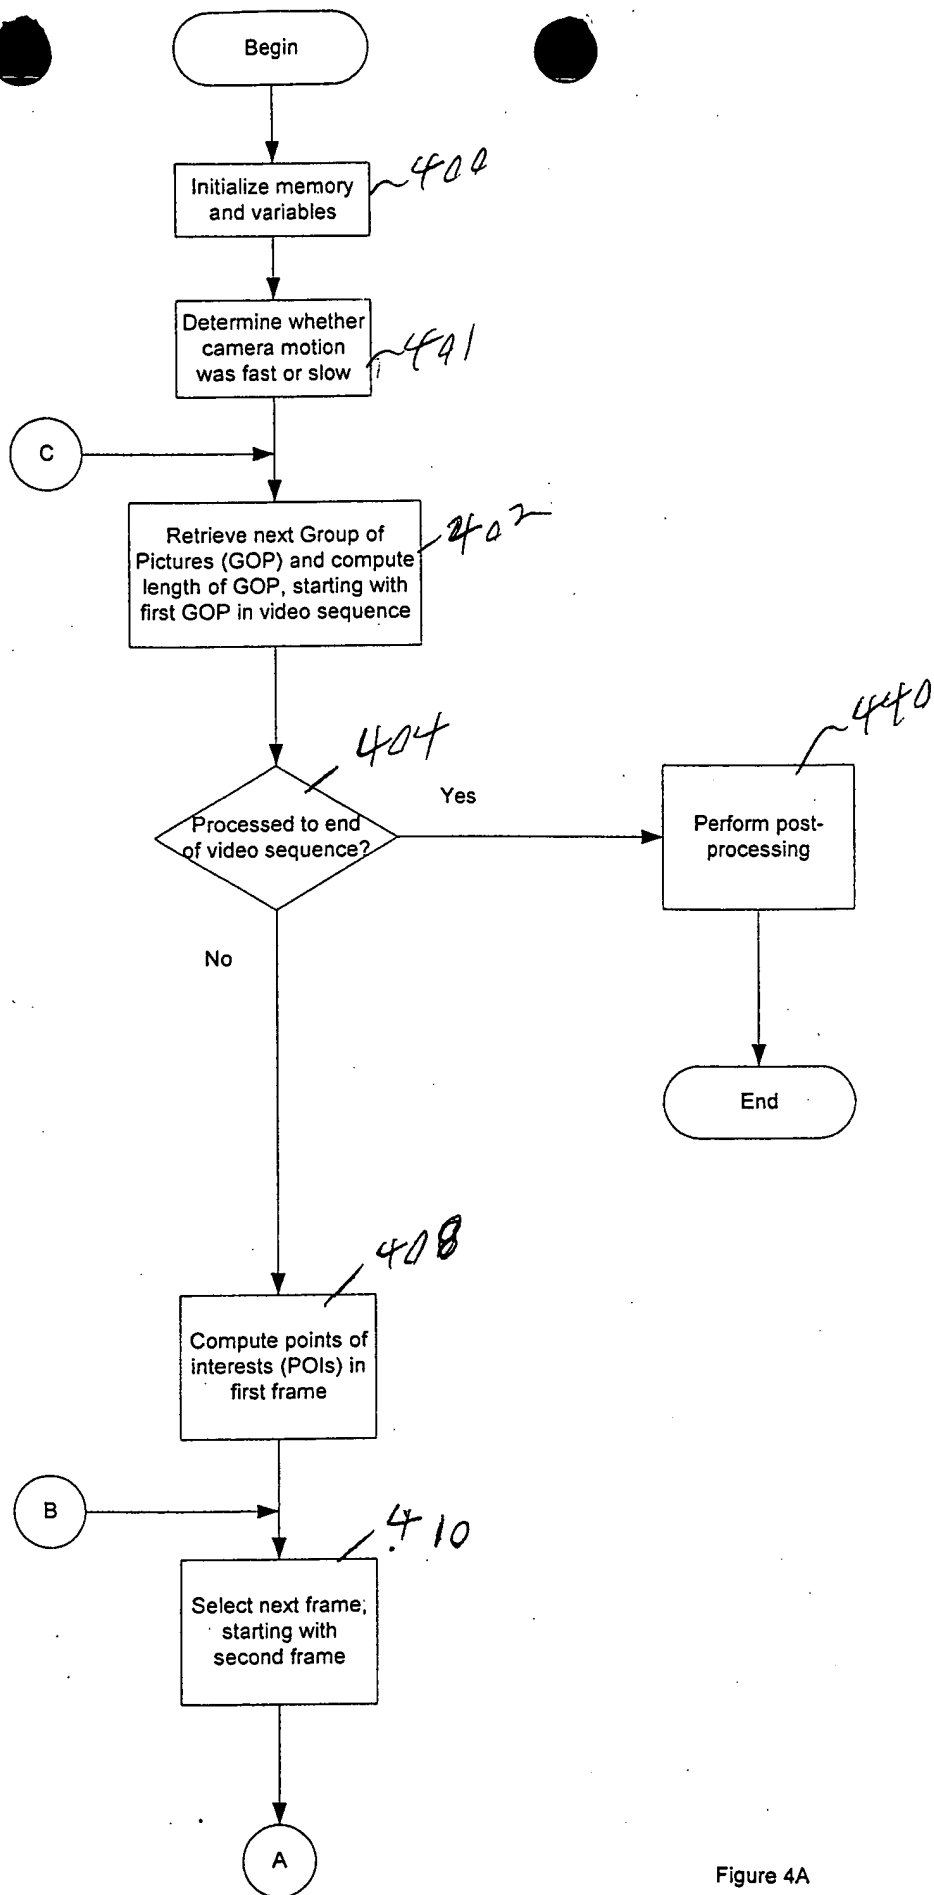 Begin
400
Initialize memory
and variables
401
Determine whether
camera motion
was fast or slow
C
402
Retrieve next Group of
Pictures (GOP) and compute
length of GOP, starting with
first GOP in video sequence
404
440
Yes
Processed to end
of video sequence?
Perform post-
processing
No
End
408
Compute points of
interests (POIs) in
first frame
B
410
Select next frame,
starting with
second frame
A
Figure 4A